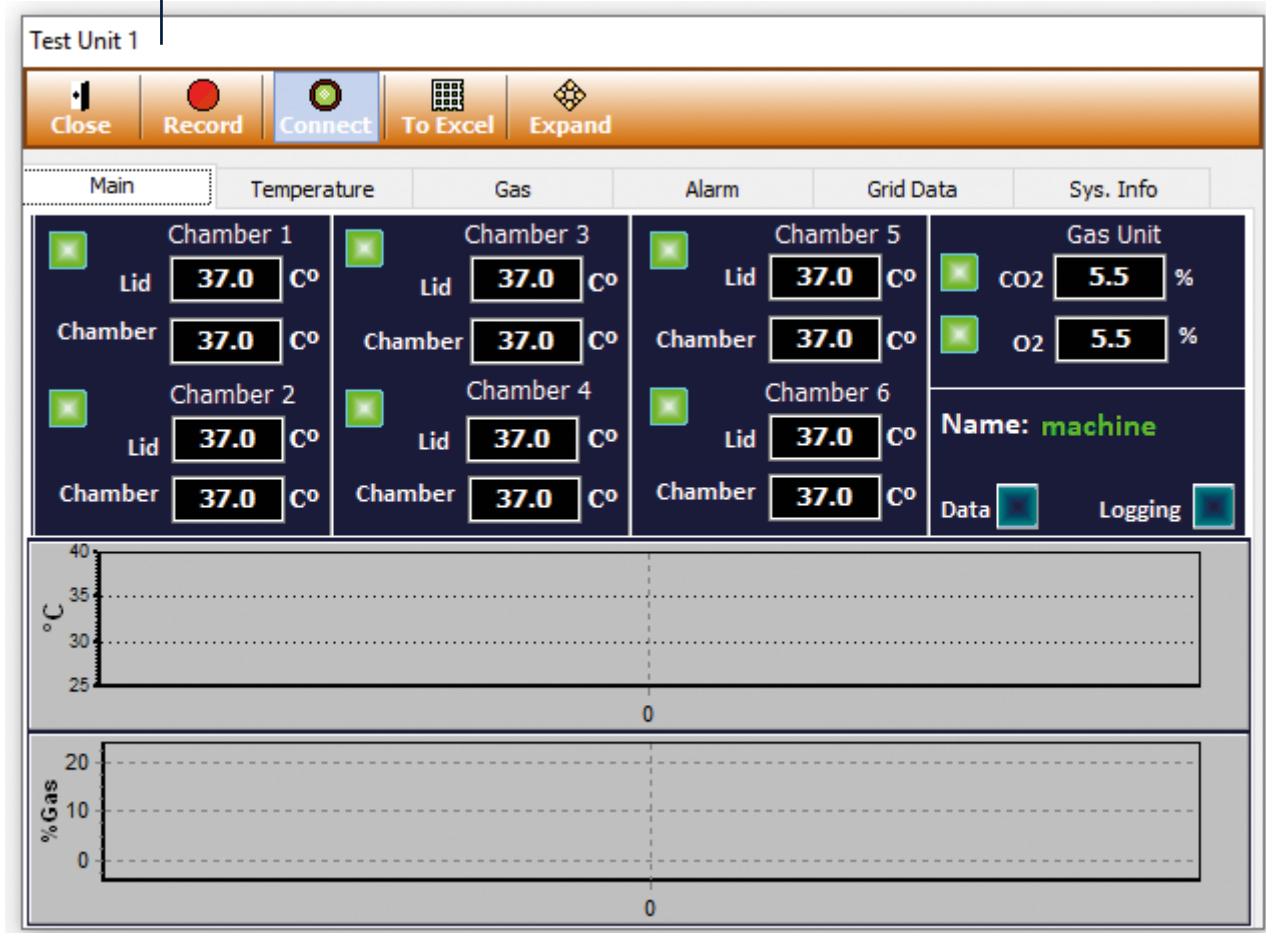 Test Unit 1
Close Record Connect To Excel Expand
Main Temperature Gas Alarm Grid Data Sys. Info
Chamber 1 Chamber 3 Chamber 5 Gas Unit
Lid 37.0 Cº Lid 37.0 Cº Lid 37.0 Cº CO2 5.5 %
Chamber 37.0 Cº Chamber 37.0 Cº Chamber 37.0 Cº O2 5.5 %
Chamber 2 Chamber 4 Chamber 6
Lid 37.0 Cº Lid 37.0 Cº Lid 37.0 Cº Name: machine
Chamber 37.0 Cº Chamber 37.0 Cº Chamber 37.0 Cº Data Logging
40
35
°C
30
25
0
20
%Gas
10
0
0